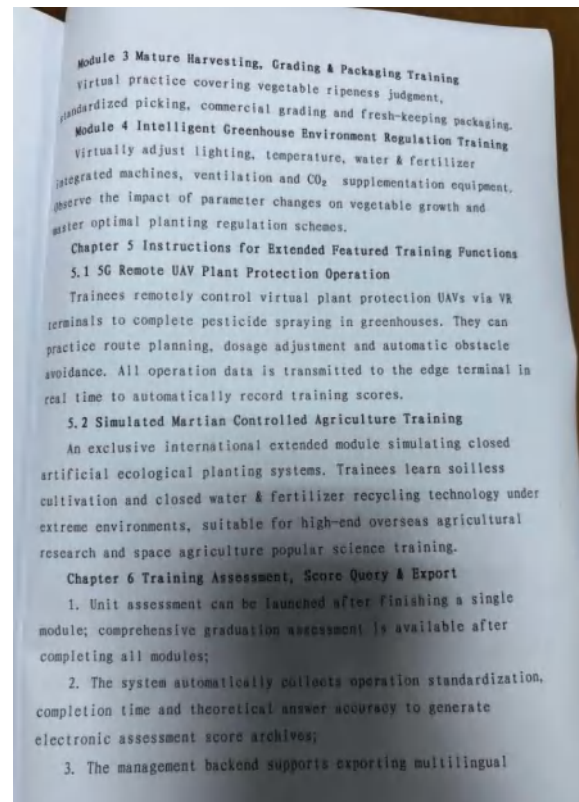 Module 3 Mature Harvesting, Grading & Packaging Training
Virtual practice covering vegetable ripeness judgment,
standardized picking, commercial grading and fresh-keeping packaging.
Module 4 Intelligent Greenhouse Environment Regulation Training
Virtually adjust lighting, temperature, water & fertilizer
integrated machines, ventilation and CO₂ supplementation equipment.
Observe the impact of parameter changes on vegetable growth and
master optimal planting regulation schemes.
Chapter 5 Instructions for Extended Featured Training Functions
5.1 5G Remote UAV Plant Protection Operation
Trainees remotely control virtual plant protection UAVs via VR
terminals to complete pesticide spraying in greenhouses. They can
practice route planning, dosage adjustment and automatic obstacle
avoidance. All operation data is transmitted to the edge terminal in
real time to automatically record training scores.
5.2 Simulated Martian Controlled Agriculture Training
An exclusive international extended module simulating closed
artificial ecological planting systems. Trainees learn soilless
cultivation and closed water & fertilizer recycling technology under
extreme environments, suitable for high-end overseas agricultural
research and space agriculture popular science training.
Chapter 6 Training Assessment, Score Query & Export
1. Unit assessment can be launched after finishing a single
module; comprehensive graduation assessment is available after
completing all modules;
2. The system automatically collects operation standardization,
completion time and theoretical answer accuracy to generate
electronic assessment score archives;
3. The management backend supports exporting multilingual